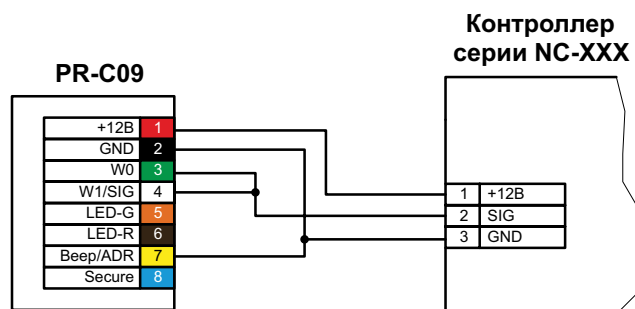 Контроллер
серии NC-XXX
PR-C09
+12В 1
GND 2
W0 3
W1/SIG 4
LED-G 5
LED-R 6
Beep/ADR 7
Secure 8
1 +12В
2 SIG
3 GND